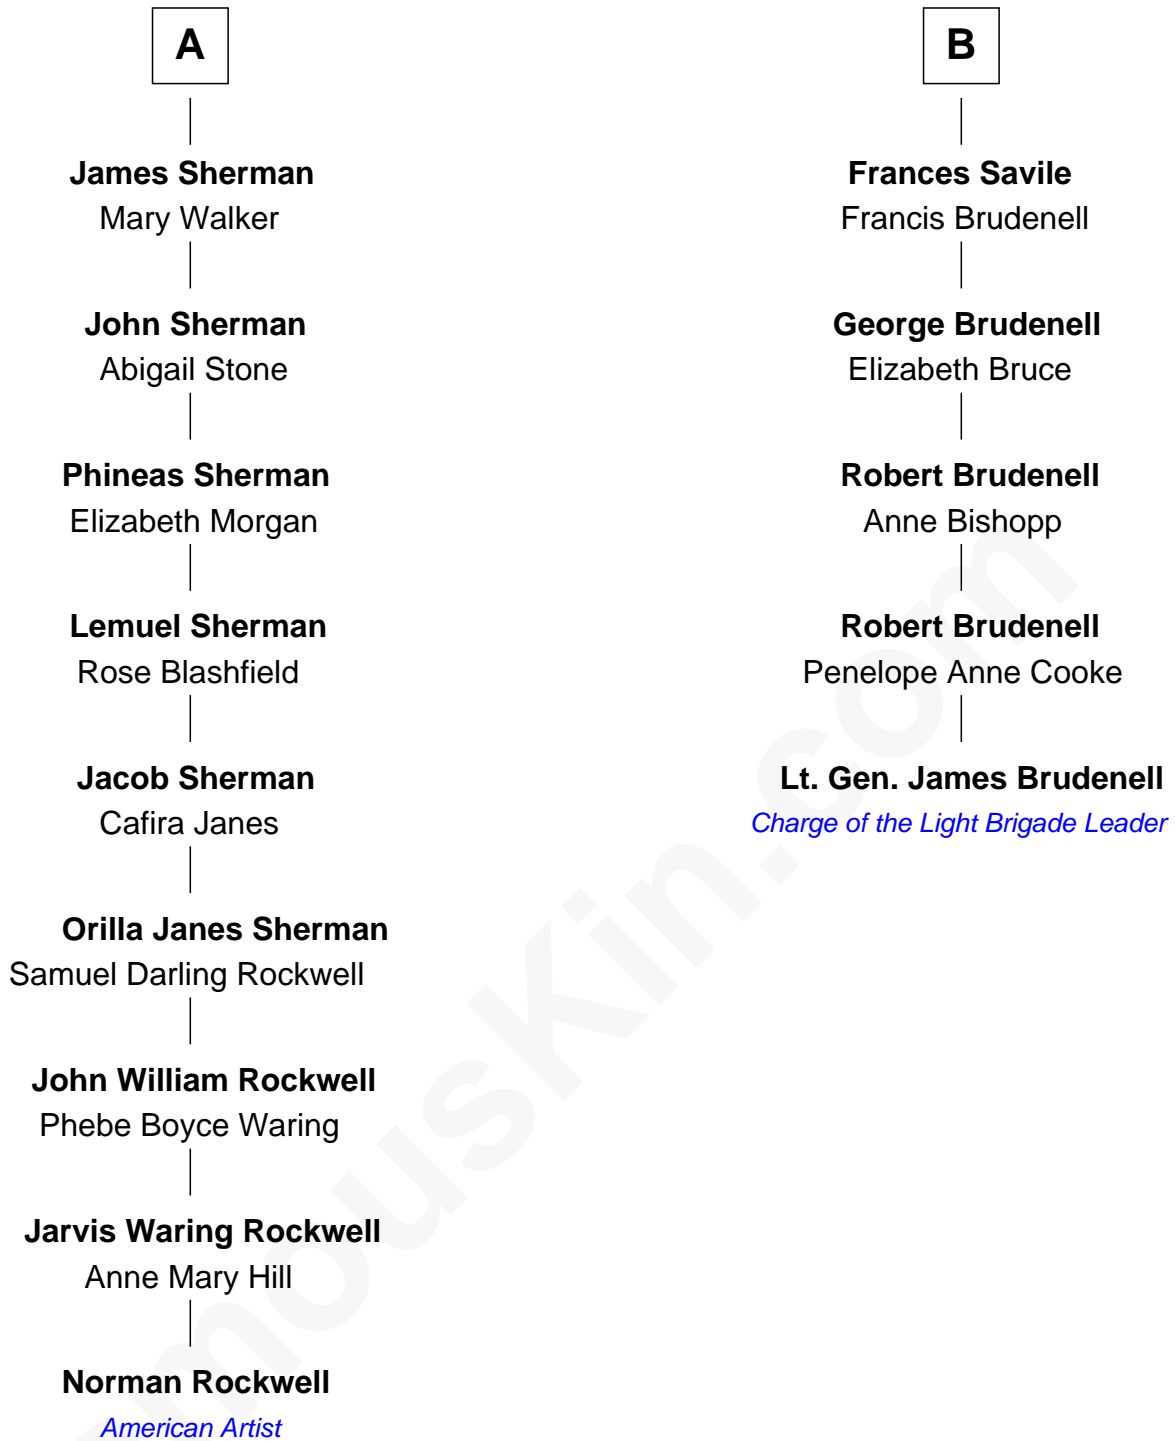 A
James Sherman
Mary Walker
John Sherman
Abigail Stone
Phineas Sherman
Elizabeth Morgan
Lemuel Sherman
Rose Blashfield
Jacob Sherman
Cafira Janes
Orilla Janes Sherman
Samuel Darling Rockwell
John William Rockwell
Phebe Boyce Waring
Jarvis Waring Rockwell
Anne Mary Hill
Norman Rockwell
American Artist
B
Frances Savile
Francis Brudenell
George Brudenell
Elizabeth Bruce
Robert Brudenell
Anne Bishopp
Robert Brudenell
Penelope Anne Cooke
Lt. Gen. James Brudenell
Charge of the Light Brigade Leader
mousKin.com